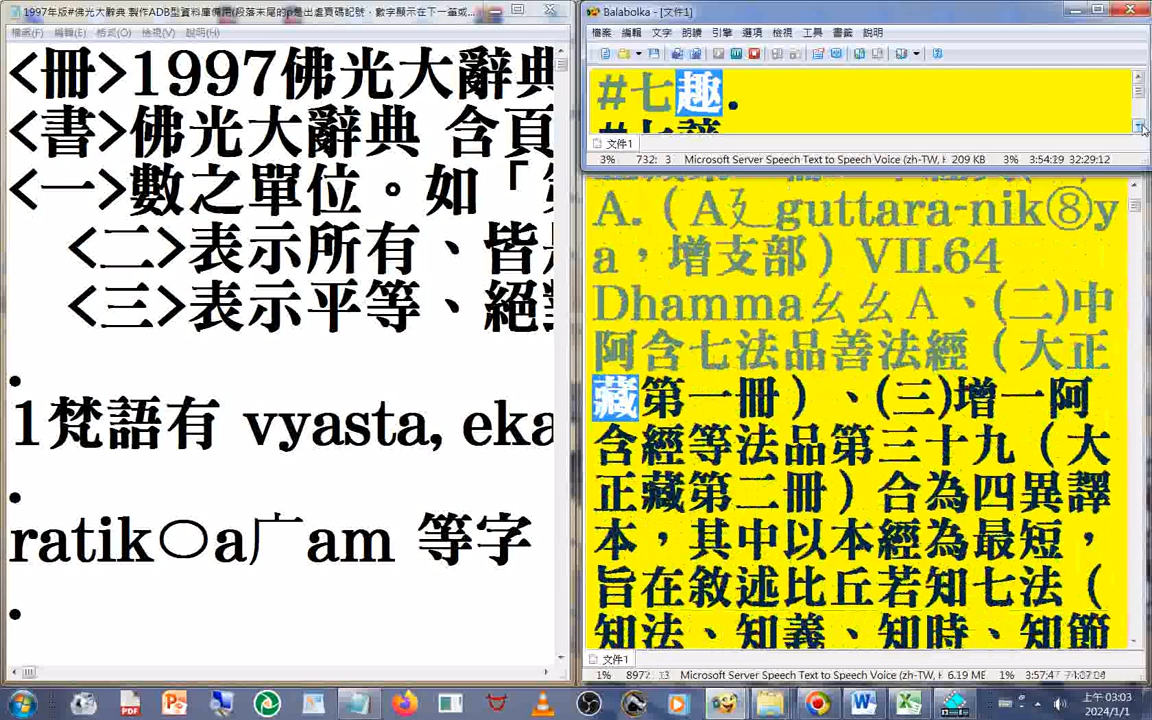 1997年版#佛光大辭典 製作ADB型資料庫備用(段落末尾的p是出處頁碼記號，數字顯示在下一筆或...
檔案(F) 編輯(E) 格式(O) 檢視(V) 說明(H)
<冊>1997佛光大辭典
<書>佛光大辭典 含頁
<一>數之單位。如「
<二>表示所有、皆
<三>表示平等、絕
.
1梵語有 vyasta, eka
.
ratik○a广am 等字
.
Balabolka - [文件1]
檔案 編輯 文字 朗讀 引擎 選項 檢視 工具 書籤 說明
#七趣.
文件1
3% 732: 3 Microsoft Server Speech Text to Speech Voice (zh-TW, H 209 KB 3% 3:54:19 32:29:12
A.（A廴guttara-nik⑧y
a，增支部）VII.64
Dhamma幺幺A、(二)中
阿含七法品善法經（大正
藏第一冊）、(三)增一阿
含經等法品第三十九（大
正藏第二冊）合為四異譯
本，其中以本經為最短，
旨在敘述比丘若知七法（
知法、知義、知時、知節
文件1
Microsoft Server Speech Text to Speech Voice (zh-TW, H 6.19 MB 1%
上午 03:03
2024/1/1